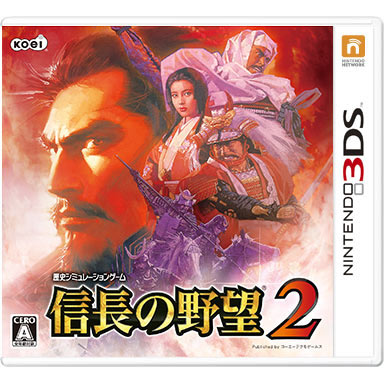 KOEI
NINTENDO
NETWORK
NINTENDO 3DS
歴史シミュレーションゲーム
信長の野望2
CERO
A
Published by コーエーテクモゲームス